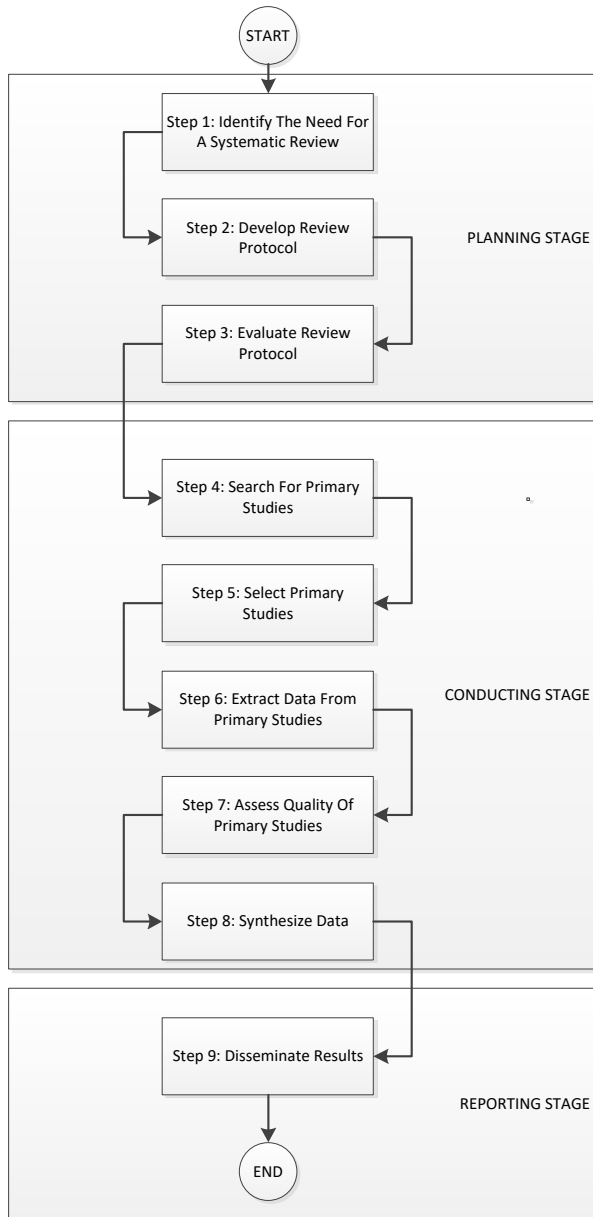 START
Step 1: Identify The Need For
A Systematic Review
Step 2: Develop Review
Protocol
PLANNING STAGE
Step 3: Evaluate Review
Protocol
Step 4: Search For Primary
Studies
Step 5: Select Primary
Studies
Step 6: Extract Data From
Primary Studies
CONDUCTING STAGE
Step 7: Assess Quality Of
Primary Studies
Step 8: Synthesize Data
Step 9: Disseminate Results
REPORTING STAGE
END